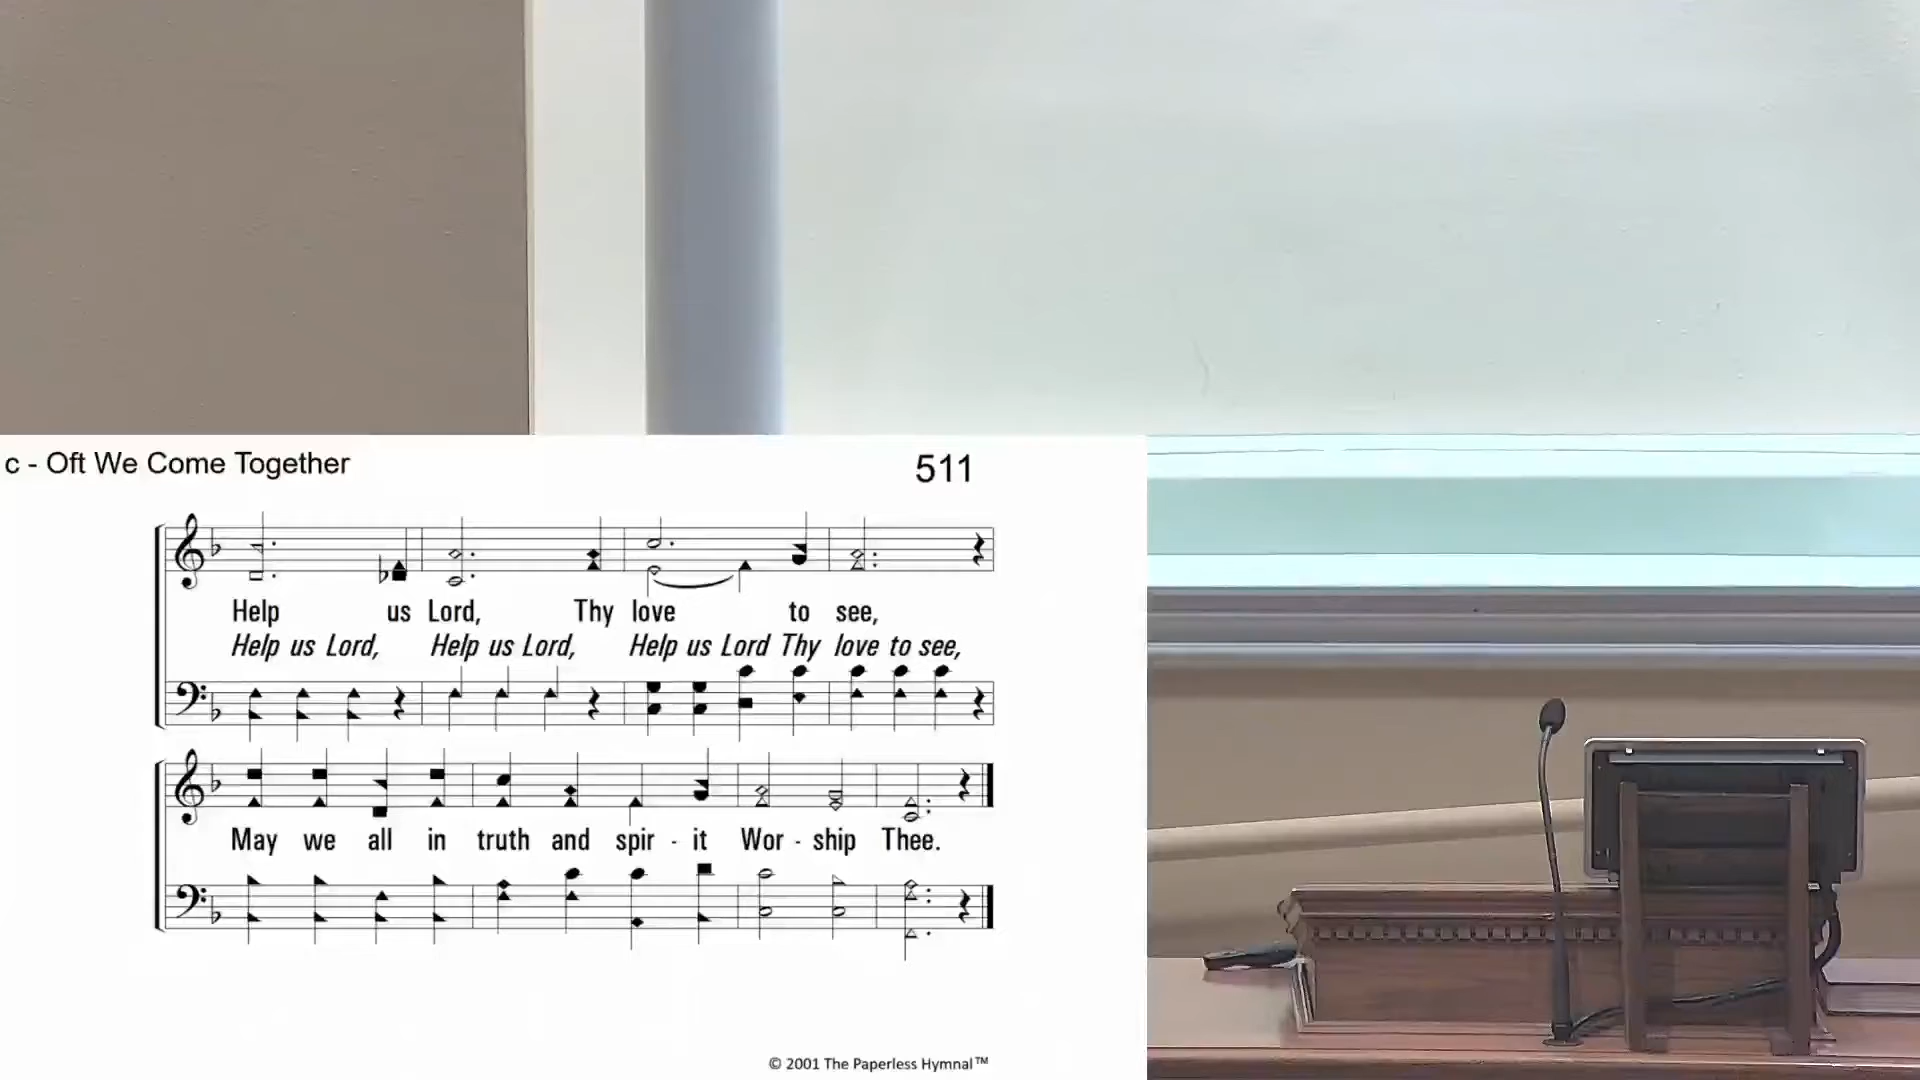 c - Oft We Come Together
511
Help us Lord, Thy love to see,
Help us Lord, Help us Lord, Help us Lord Thy love to see,
May we all in truth and spir - it Wor - ship Thee.
© 2001 The Paperless Hymnal™